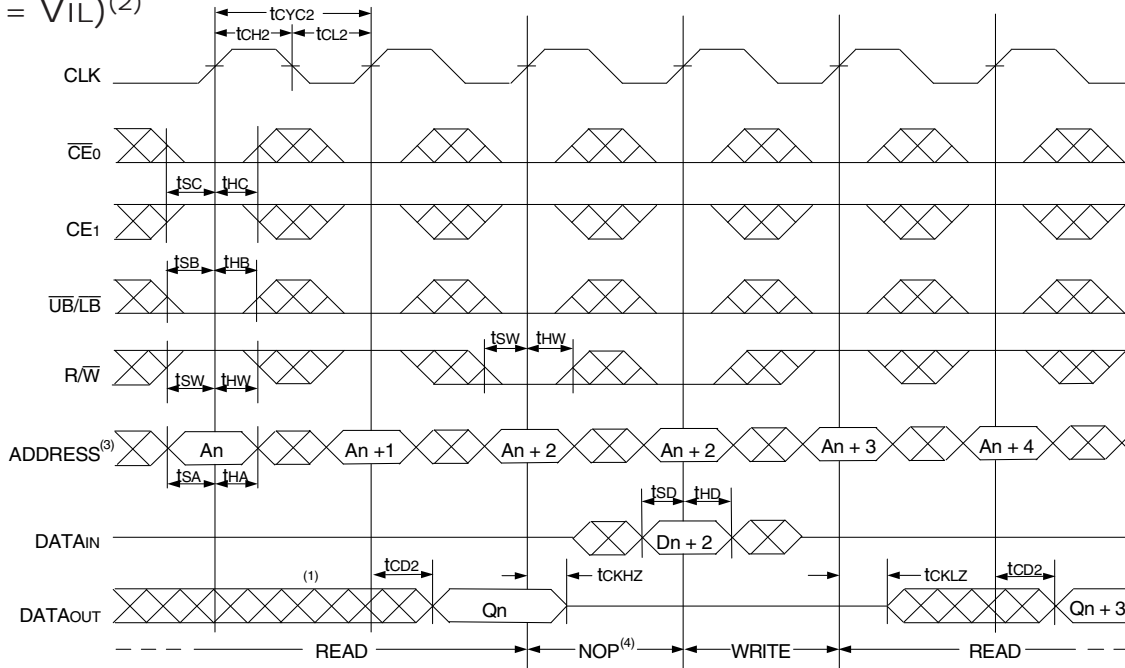 = VIL)(2)
tCYC2
tCH2 tCL2
CLK
CE0
tSC tHC
CE1
tSB tHB
UB/LB
tSW tHW
R/W
tSW tHW
ADDRESS(3) An An +1 An + 2 An + 2 An + 3 An + 4
tSA tHA
tSD tHD
DATAIN Dn + 2
(1) tCD2 tCKHZ tCKLZ tCD2
DATAOUT Qn Qn + 3
READ NOP(4) WRITE READ